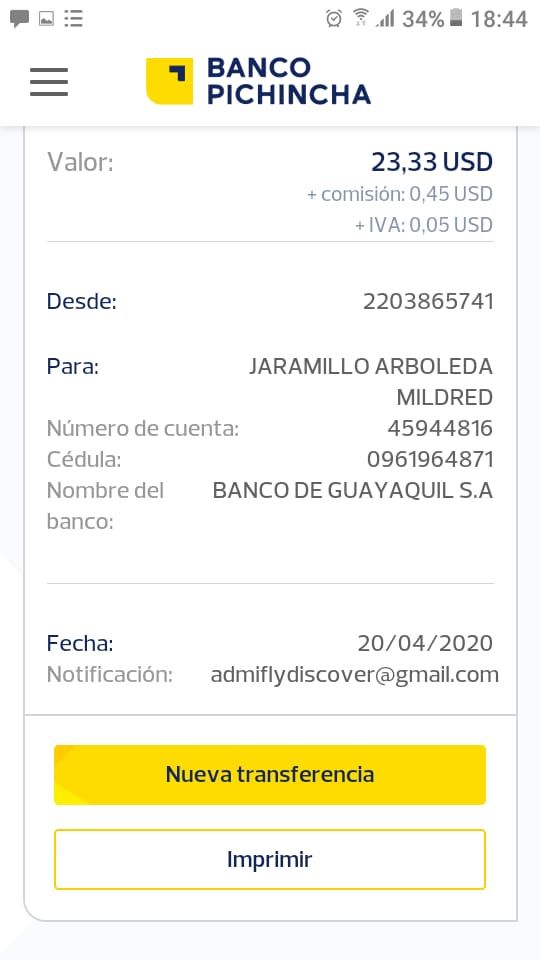 34% 18:44
BANCO
PICHINCHA
Valor: 23,33 USD
+ comisión: 0,45 USD
+ IVA: 0,05 USD
Desde: 2203865741
Para: JARAMILLO ARBOLEDA
MILDRED
Número de cuenta: 45944816
Cédula: 0961964871
Nombre del BANCO DE GUAYAQUIL S.A
banco:
Fecha: 20/04/2020
Notificación: admiflydiscover@gmail.com
Nueva transferencia
Imprimir